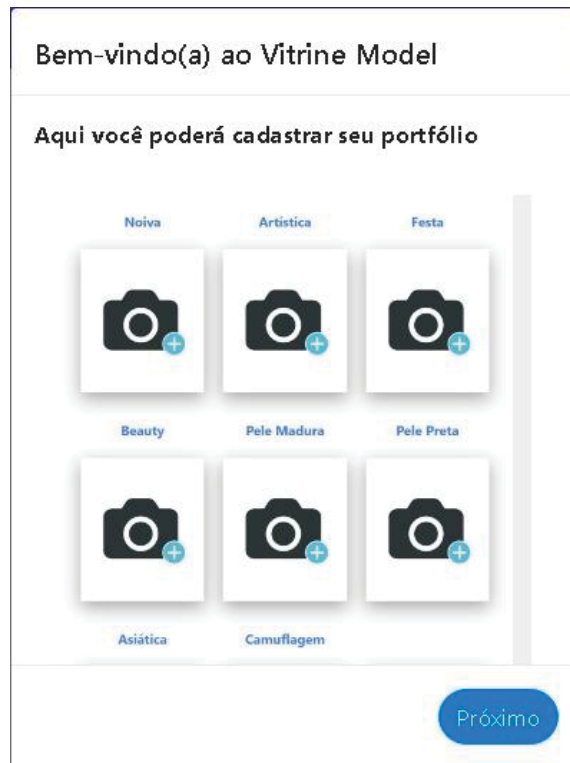 Bem-vindo(a) ao Vitrine Model
Aqui você poderá cadastrar seu portfólio
Noiva Artística Festa
Beauty Pele Madura Pele Preta
Asiática Camuflagem
Próximo